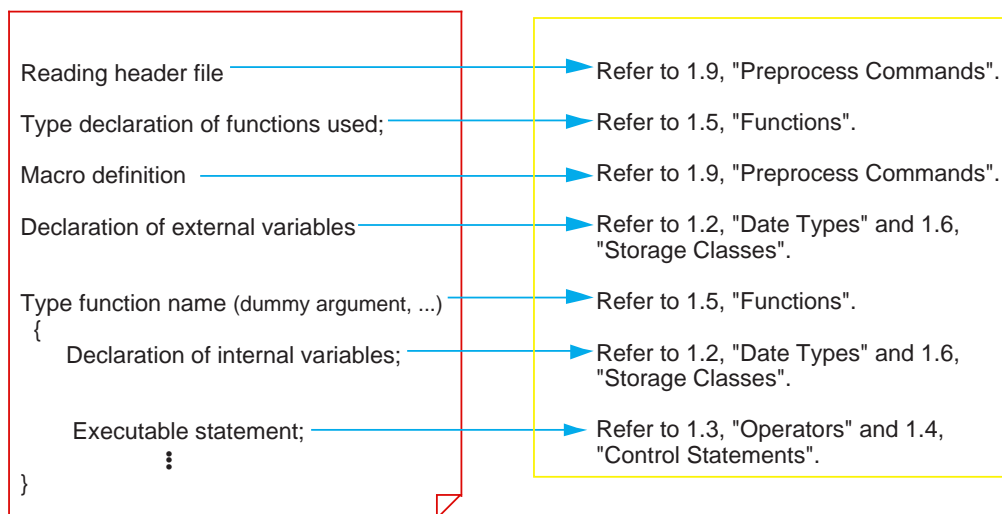 Reading header file
Refer to 1.9, "Preprocess Commands".
Type declaration of functions used;
Refer to 1.5, "Functions".
Macro definition
Refer to 1.9, "Preprocess Commands".
Declaration of external variables
Refer to 1.2, "Date Types" and 1.6,
"Storage Classes".
Type function name (dummy argument, ...)
Refer to 1.5, "Functions".
{
Declaration of internal variables;
Refer to 1.2, "Date Types" and 1.6,
"Storage Classes".
Executable statement;
Refer to 1.3, "Operators" and 1.4,
"Control Statements".
}